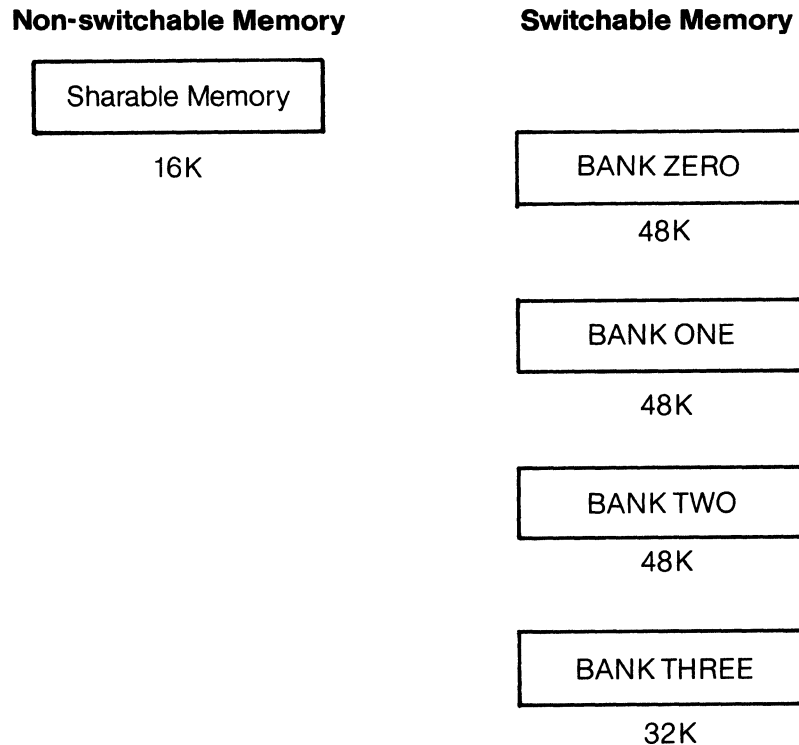 Non-switchable Memory
Sharable Memory
16K
Switchable Memory
BANK ZERO
48K
BANK ONE
48K
BANK TWO
48K
BANK THREE
32K